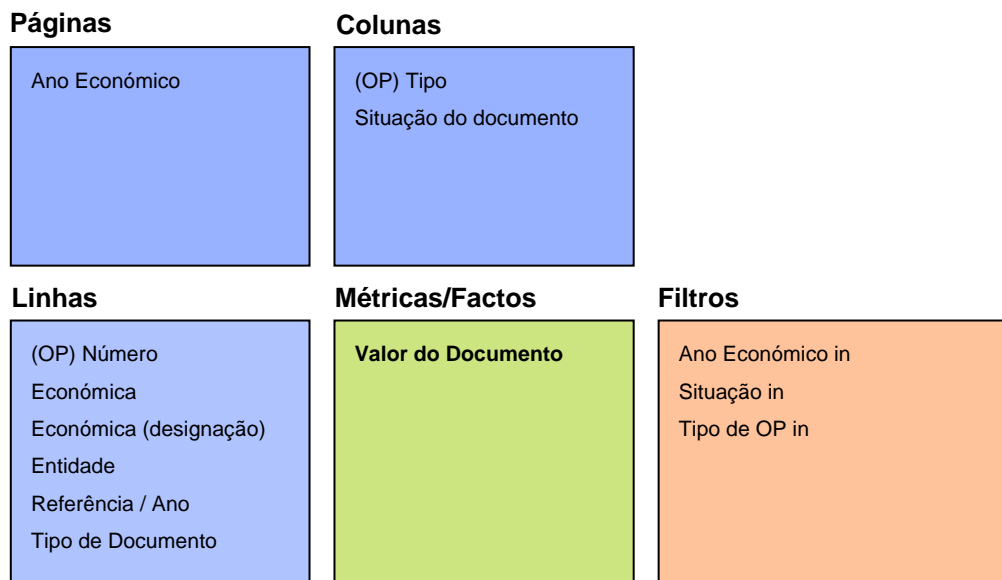 Páginas
Ano Económico
Colunas
(OP) Tipo
Situação do documento
Linhas
(OP) Número
Económica
Económica (designação)
Entidade
Referência / Ano
Tipo de Documento
Métricas/Factos
Valor do Documento
Filtros
Ano Económico in
Situação in
Tipo de OP in